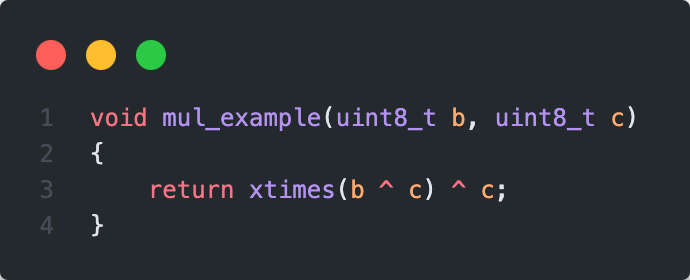 1 void mul_example(uint8_t b, uint8_t c)
2 {
3     return xtimes(b ^ c) ^ c;
4 }